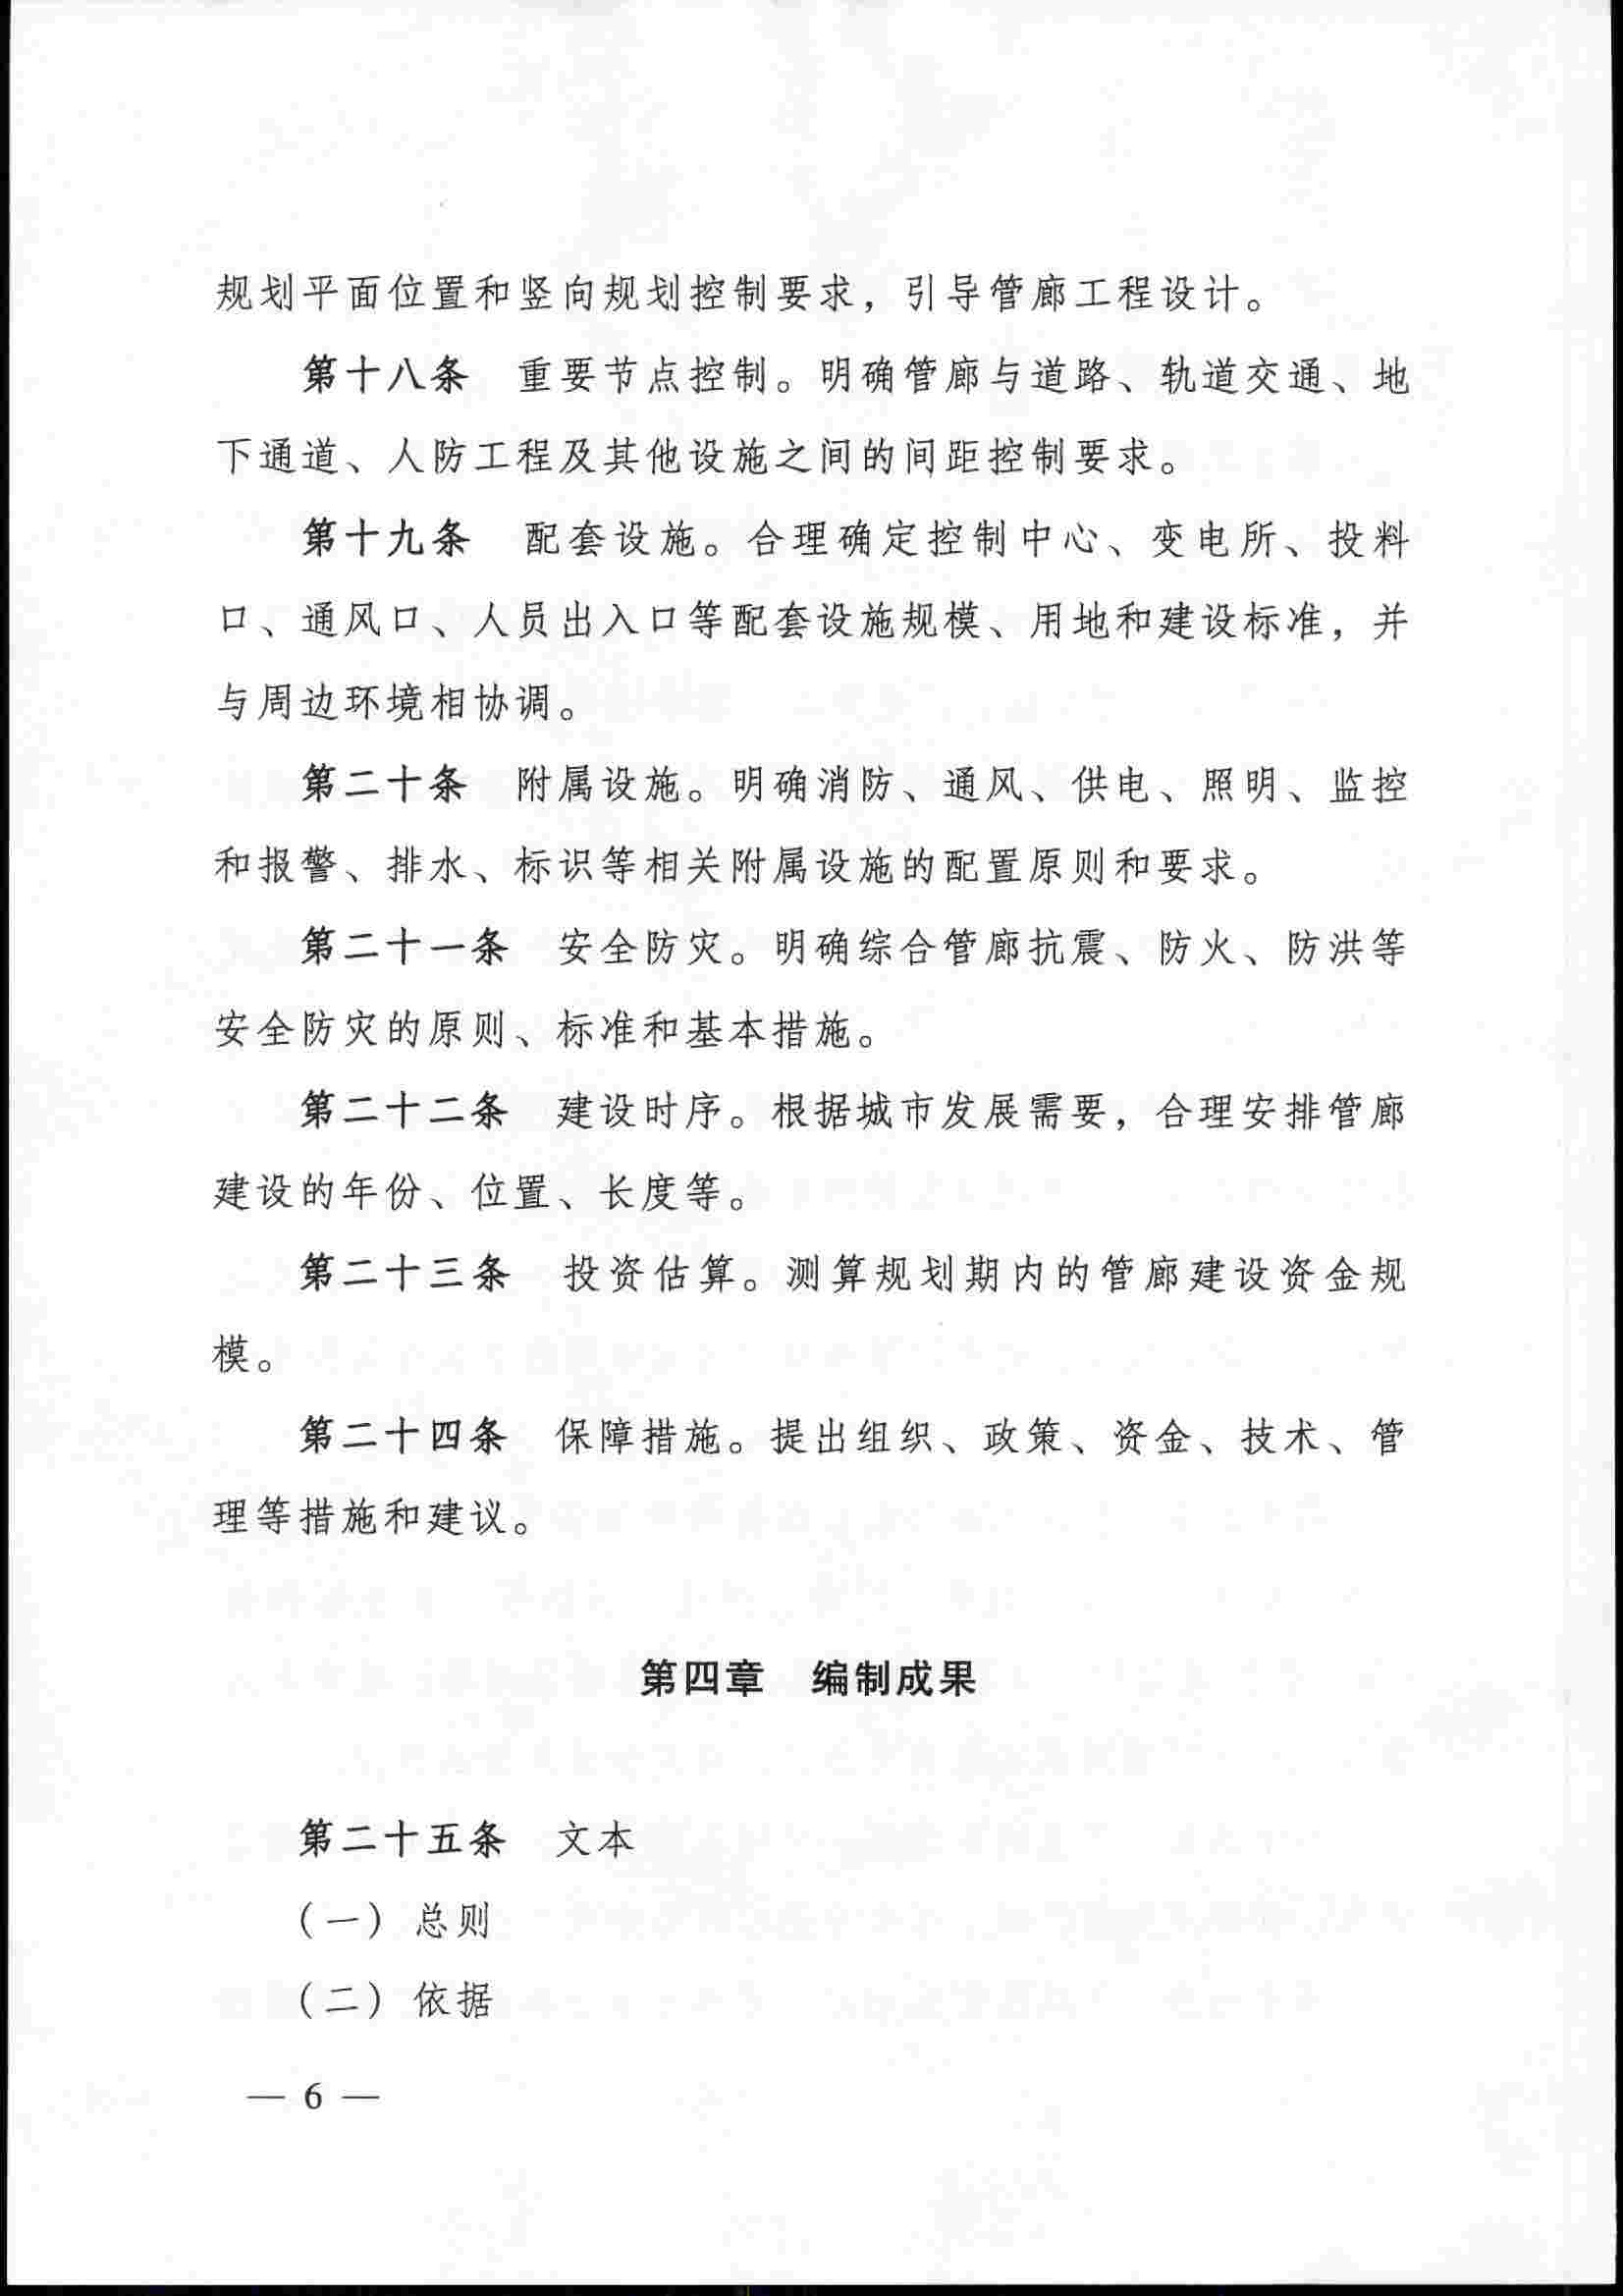 规划平面位置和竖向规划控制要求，引导管廊工程设计。
第十八条　重要节点控制。明确管廊与道路、轨道交通、地
下通道、人防工程及其他设施之间的间距控制要求。
第十九条　配套设施。合理确定控制中心、变电所、投料
口、通风口、人员出入口等配套设施规模、用地和建设标准，并
与周边环境相协调。
第二十条　附属设施。明确消防、通风、供电、照明、监控
和报警、排水、标识等相关附属设施的配置原则和要求。
第二十一条　安全防灾。明确综合管廊抗震、防火、防洪等
安全防灾的原则、标准和基本措施。
第二十二条　建设时序。根据城市发展需要，合理安排管廊
建设的年份、位置、长度等。
第二十三条　投资估算。测算规划期内的管廊建设资金规
模。
第二十四条　保障措施。提出组织、政策、资金、技术、管
理等措施和建议。
第四章　编制成果
第二十五条　文本
（一）总则
（二）依据
— 6 —